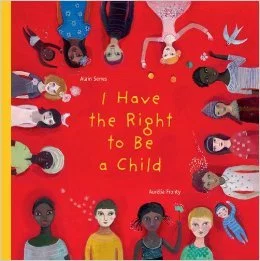 Alain Serres
I Have
the Right
to Be
a Child
Aurélia Fronty